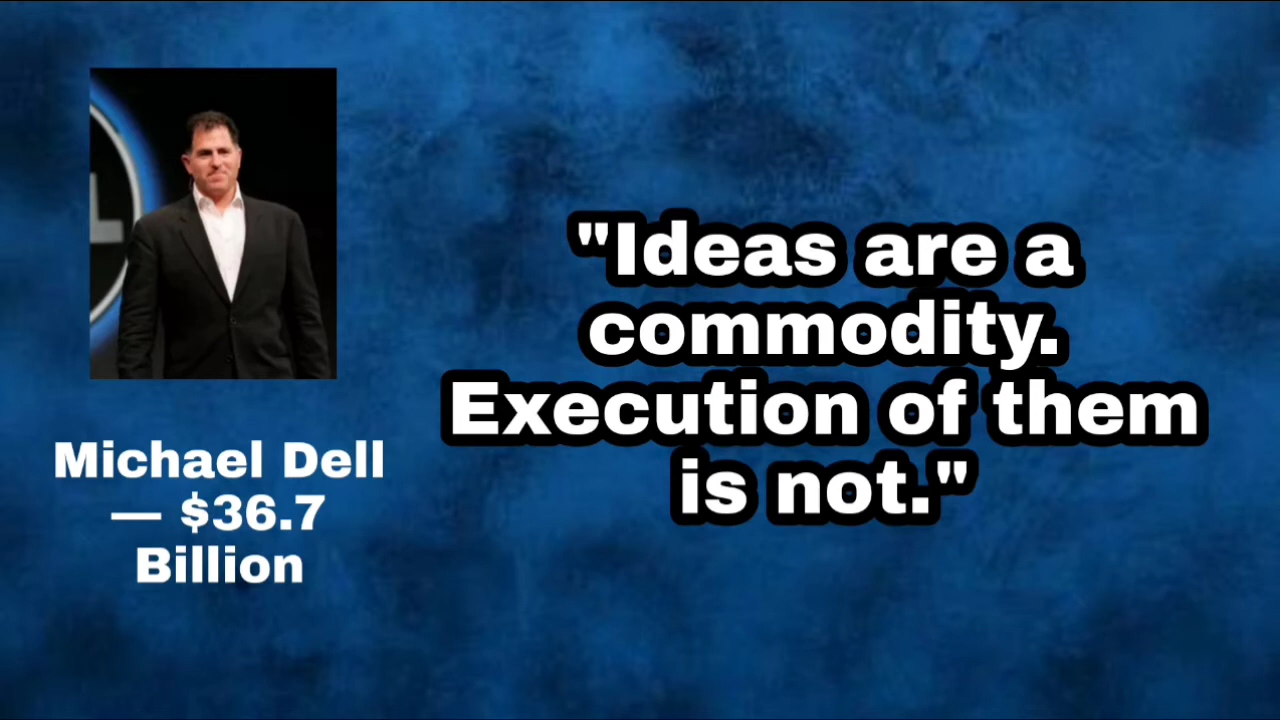 Michael Dell
— $36.7
Billion
"Ideas are a
commodity.
Execution of them
is not."